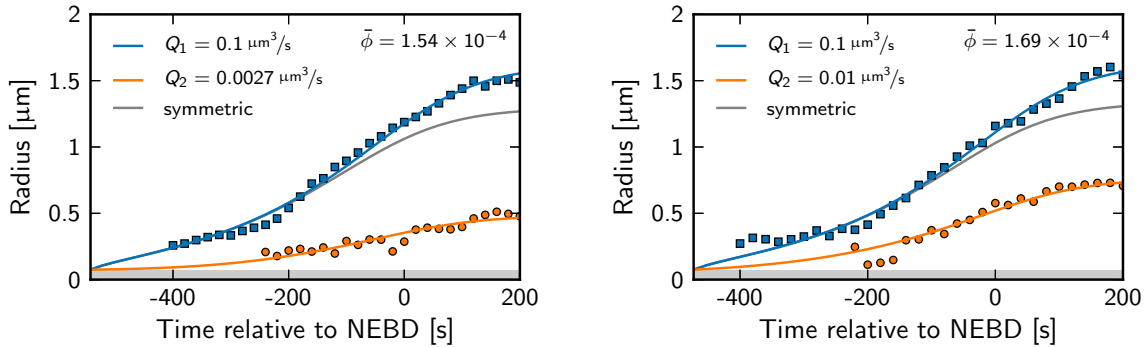 Q₁ = 0.1 μm³/s
Q₂ = 0.0027 μm³/s
symmetric
ϕ̄ = 1.54 × 10⁻⁴
Radius [μm]
2
1.5
1
0.5
0
-400
-200
0
200
Time relative to NEBD [s]
Q₁ = 0.1 μm³/s
Q₂ = 0.01 μm³/s
symmetric
ϕ̄ = 1.69 × 10⁻⁴
Radius [μm]
2
1.5
1
0.5
0
-400
-200
0
200
Time relative to NEBD [s]